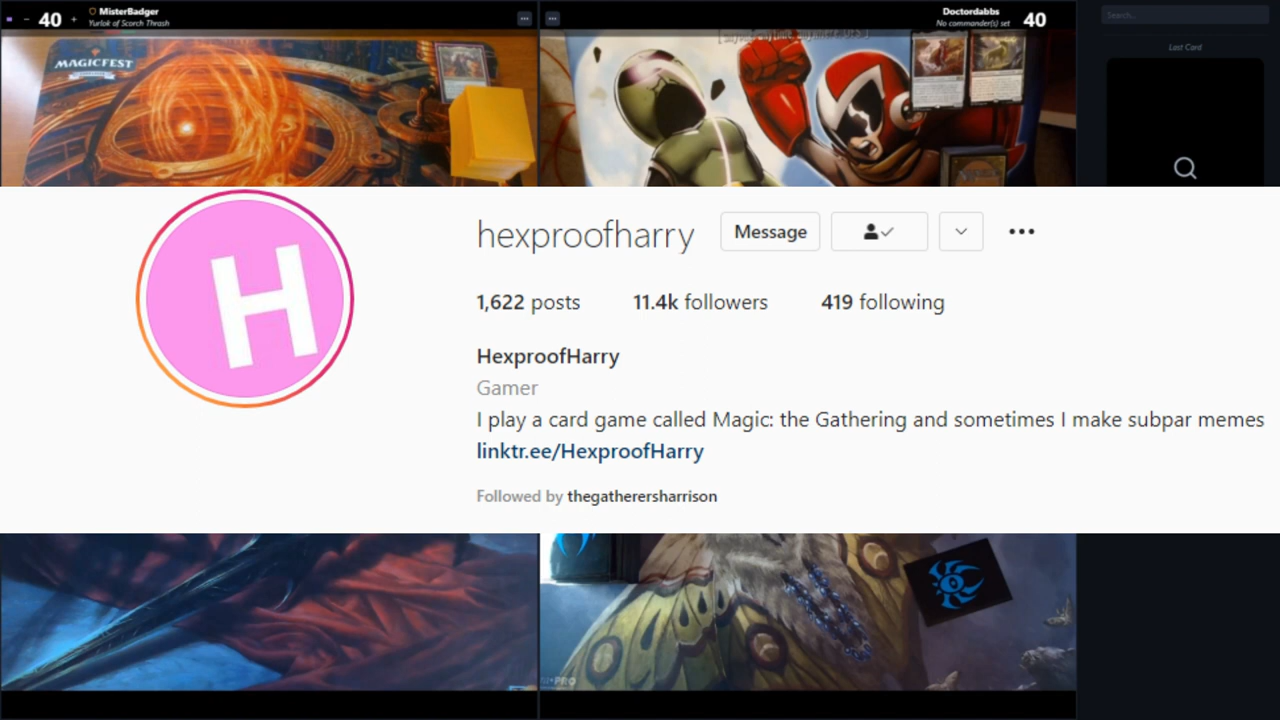 40 MisterBadger
Yurlok of Scorch Thrash
Doctordabbs 40
No commander(s) set
Search...
Last Card
MAGICFEST
H
hexproofharry Message
1,622 posts 11.4k followers 419 following
HexproofHarry
Gamer
I play a card game called Magic: the Gathering and sometimes I make subpar memes
linktr.ee/HexproofHarry
Followed by thegatherersharrison